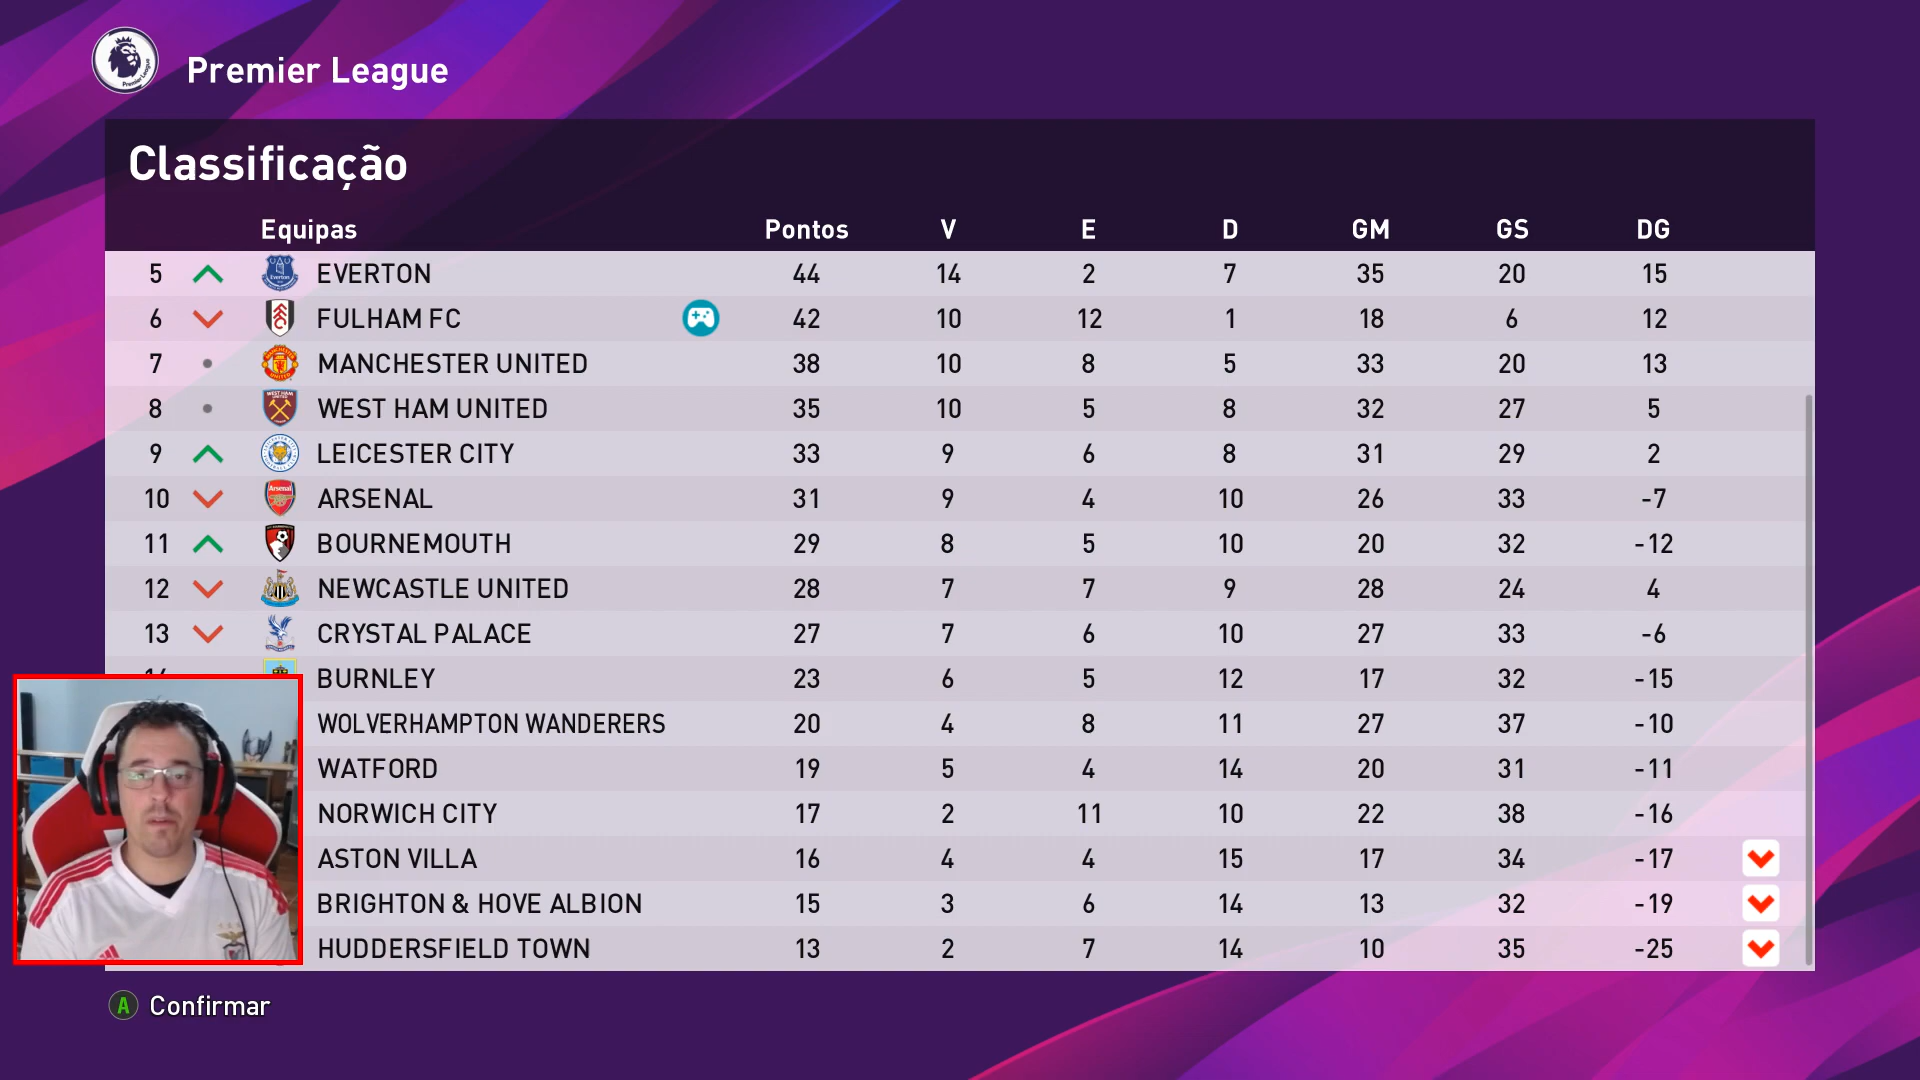 Premier League
Classificação
Equipas Pontos V E D GM GS DG
5 EVERTON 44 14 2 7 35 20 15
6 FULHAM FC 42 10 12 1 18 6 12
7 MANCHESTER UNITED 38 10 8 5 33 20 13
8 WEST HAM UNITED 35 10 5 8 32 27 5
9 LEICESTER CITY 33 9 6 8 31 29 2
10 ARSENAL 31 9 4 10 26 33 -7
11 BOURNEMOUTH 29 8 5 10 20 32 -12
12 NEWCASTLE UNITED 28 7 7 9 28 24 4
13 CRYSTAL PALACE 27 7 6 10 27 33 -6
BURNLEY 23 6 5 12 17 32 -15
WOLVERHAMPTON WANDERERS 20 4 8 11 27 37 -10
WATFORD 19 5 4 14 20 31 -11
NORWICH CITY 17 2 11 10 22 38 -16
ASTON VILLA 16 4 4 15 17 34 -17
BRIGHTON & HOVE ALBION 15 3 6 14 13 32 -19
HUDDERSFIELD TOWN 13 2 7 14 10 35 -25
A Confirmar